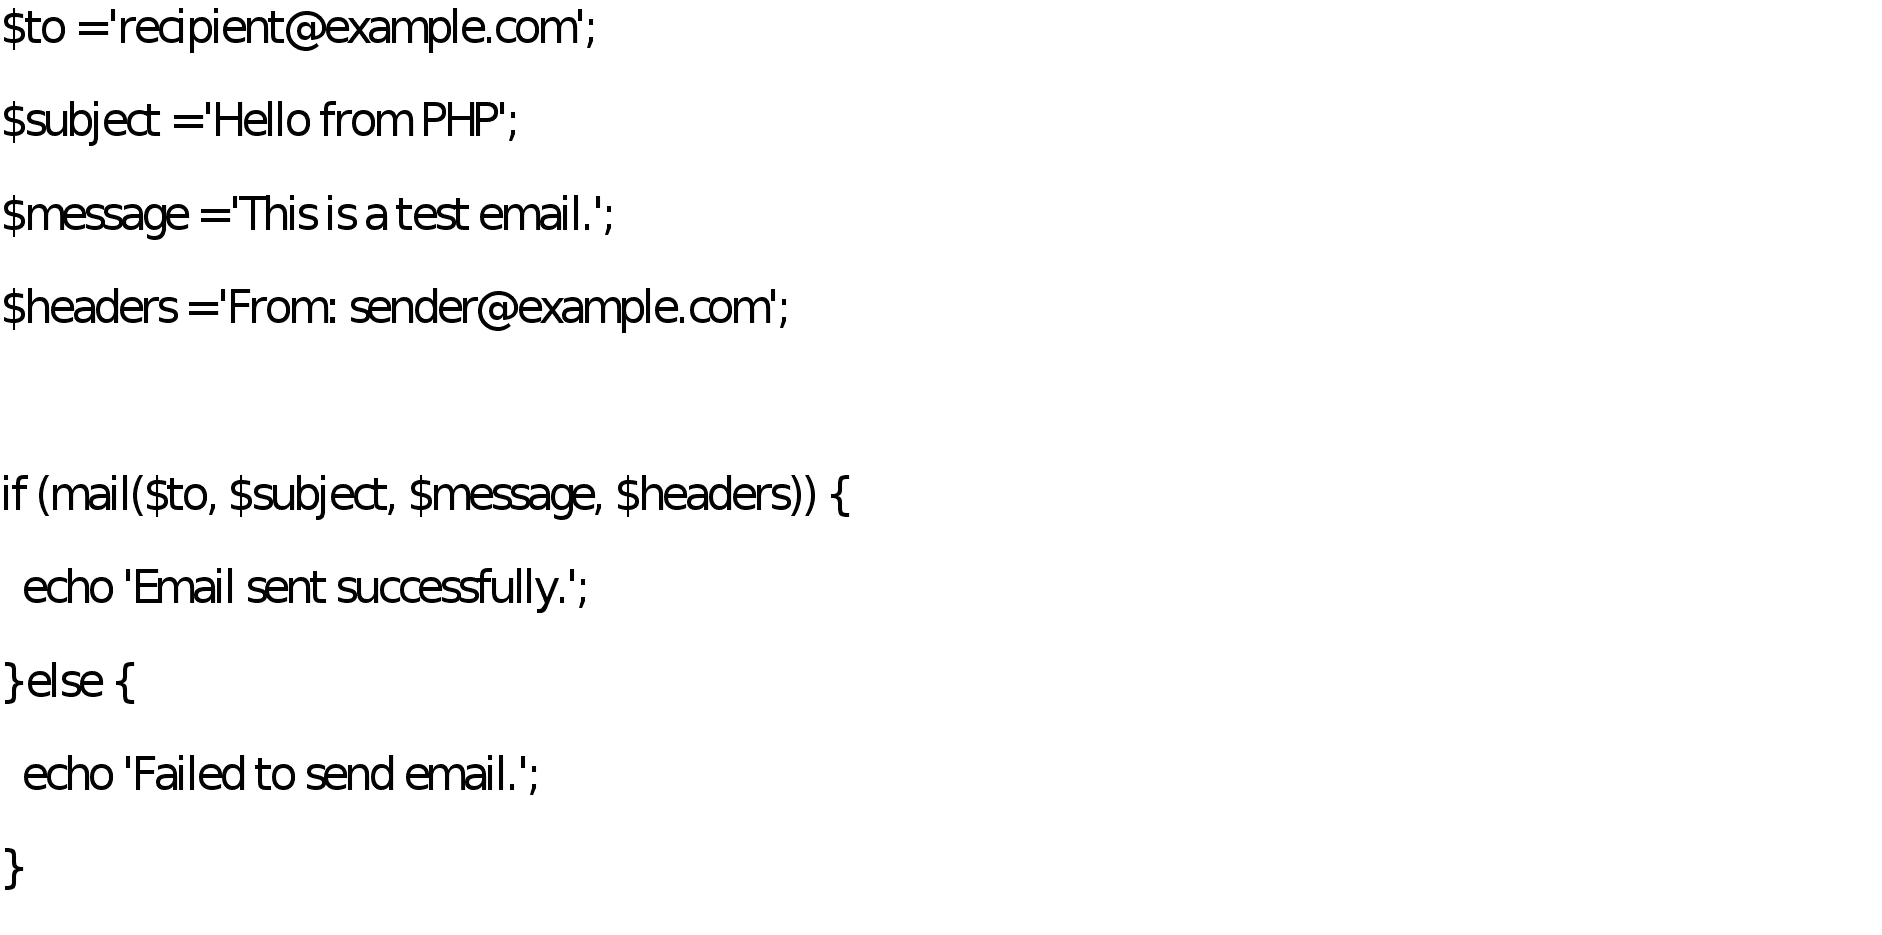 $to ='recipient@example.com';
$subject ='Hello from PHP';
$message ='This is a test email.';
$headers ='From: sender@example.com';

if (mail($to, $subject, $message, $headers)) {
  echo 'Email sent successfully.';
}else {
  echo 'Failed to send email.';
}